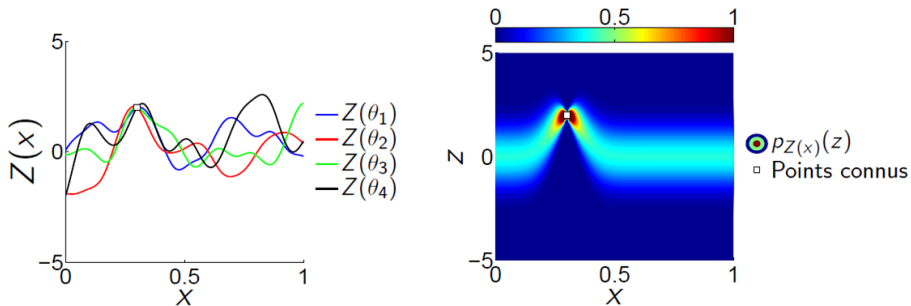 5
0
−5
Z(x)
0
0.5
1
x
Z(θ₁)
Z(θ₂)
Z(θ₃)
Z(θ₄)
0
0.5
1
5
0
−5
z
0
0.5
1
x
p_{Z(x)}(z)
Points connus